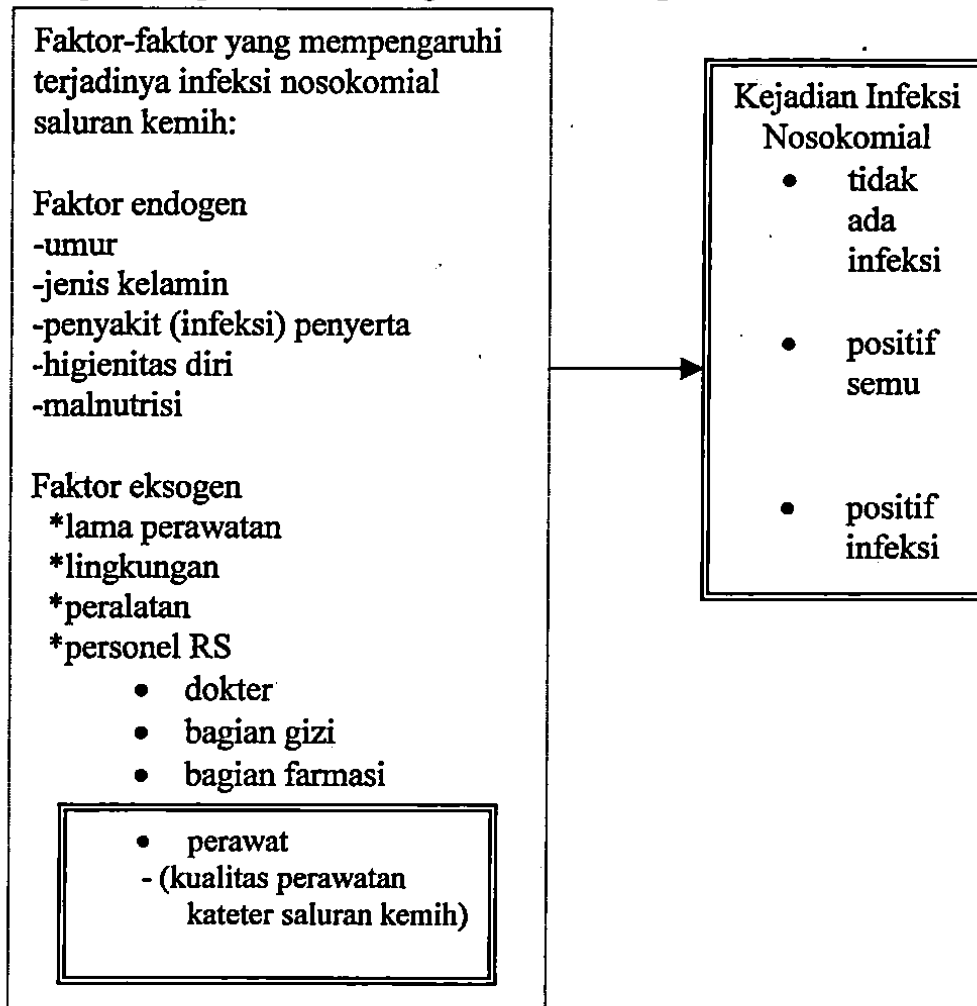 Faktor-faktor yang mempengaruhi
terjadinya infeksi nosokomial
saluran kemih:
Faktor endogen
-umur
-jenis kelamin
-penyakit (infeksi) penyerta
-higienitas diri
-malnutrisi
Faktor eksogen
*lama perawatan
*lingkungan
*peralatan
*personel RS
• dokter
• bagian gizi
• bagian farmasi
• perawat
- (kualitas perawatan
kateter saluran kemih)
Kejadian Infeksi
Nosokomial
• tidak
ada
infeksi
• positif
semu
• positif
infeksi